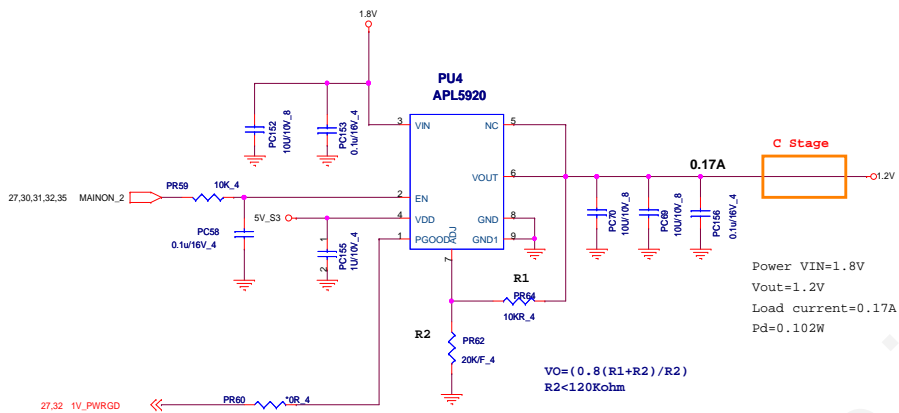 1.8V
PU4
APL5920
PC152
10U/10V_8
PC153
0.1u/16V_4
3 VIN
NC 5
C Stage
0.17A
VOUT 6
1.2V
27,30,31,32,35 MAINON_2
PR59
10K_4
2 EN
5V_S3
4 VDD
GND 8
1 PGOOD
ADJ
GND1 9
PC58
0.1u/16V_4
1
2
PC155
1U/10V_4
7
PC70
10U/10V_8
PC69
10U/10V_8
PC156
0.1u/16V_4
R1
PR64
10KR_4
Power VIN=1.8V
Vout=1.2V
Load current=0.17A
Pd=0.102W
R2
PR62
20K/F_4
VO=(0.8(R1+R2)/R2)
R2<120Kohm
27,32 1V_PWRGD
PR60
*0R_4